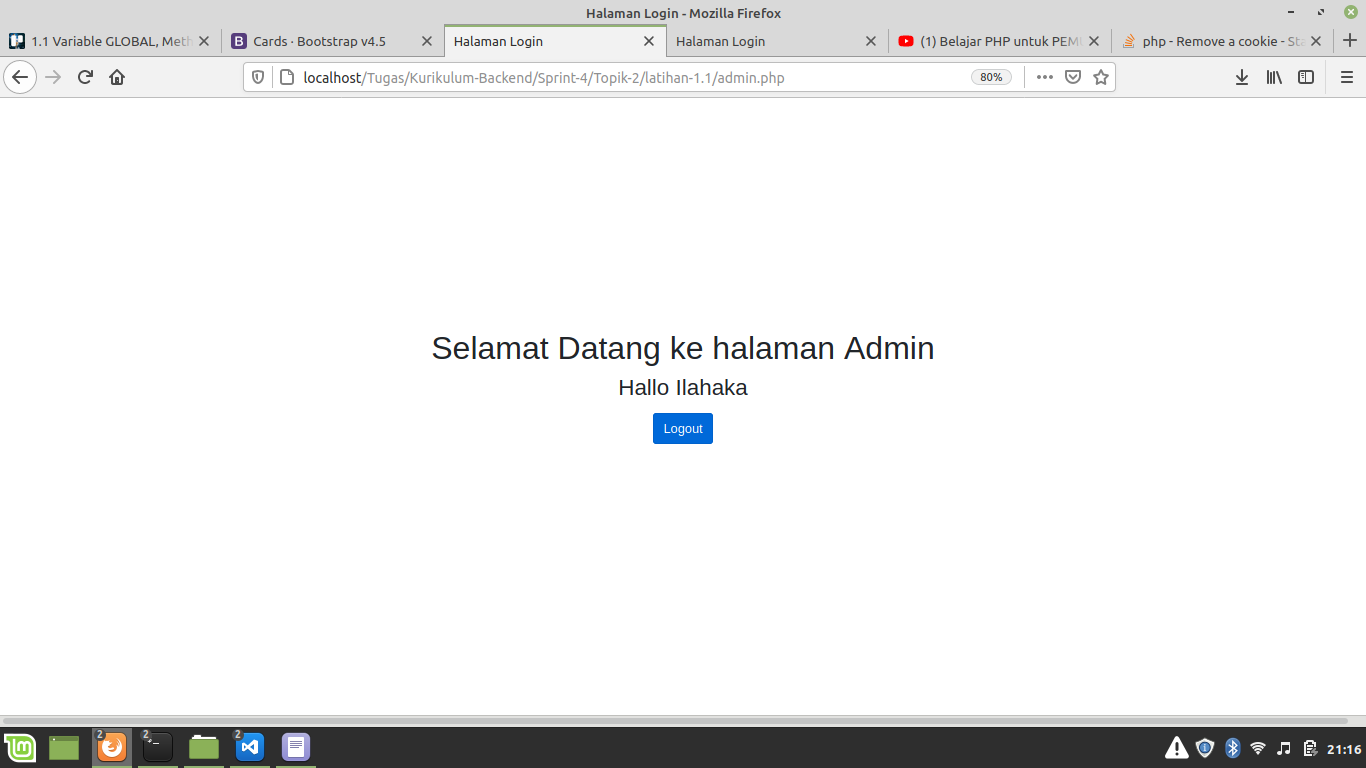 Halaman Login - Mozilla Firefox
1.1 Variable GLOBAL, Meth
Cards · Bootstrap v4.5
Halaman Login
Halaman Login
(1) Belajar PHP untuk PEM
php - Remove a cookie - Sta
localhost/Tugas/Kurikulum-Backend/Sprint-4/Topik-2/latihan-1.1/admin.php
80%
Selamat Datang ke halaman Admin
Hallo Ilahaka
Logout
2
2
2
21:16